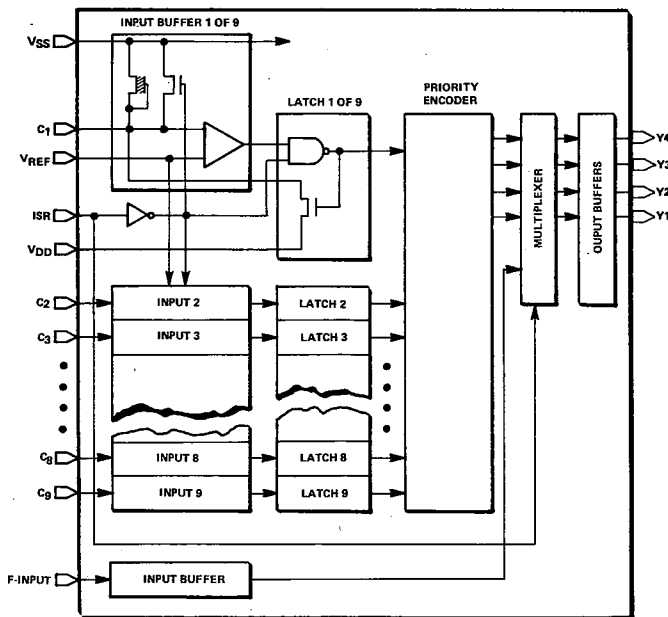 INPUT BUFFER 1 OF 9
VSS
C1
VREF
ISR
VDD
LATCH 1 OF 9
PRIORITY
ENCODER
MULTIPLEXER
OUPUT BUFFERS
Y4
Y3
Y2
Y1
C2
INPUT 2
LATCH 2
C3
INPUT 3
LATCH 3
C8
INPUT 8
LATCH 8
C9
INPUT 9
LATCH 9
F-INPUT
INPUT BUFFER